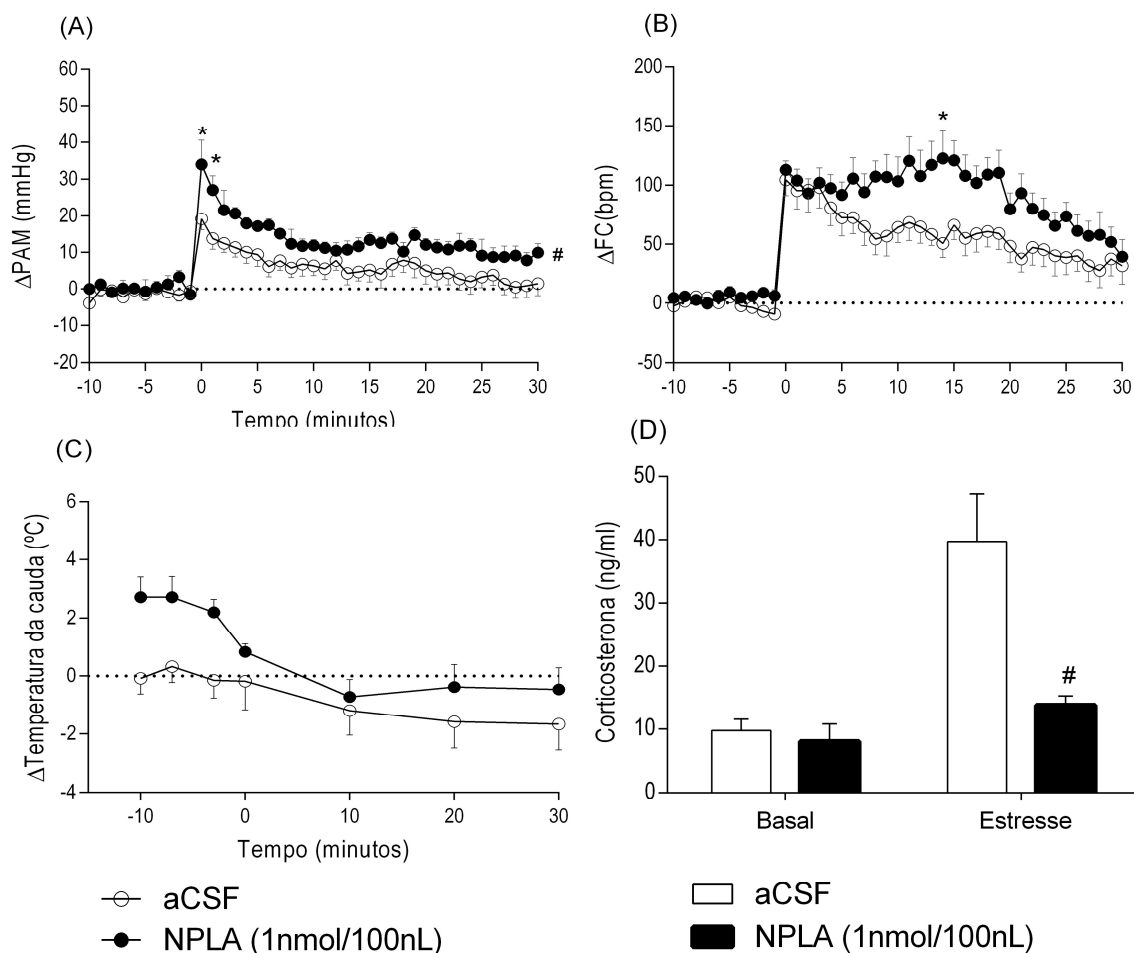 (A)
60
50
40
30
20
10
0
-10
-20
ΔPAM (mmHg)
*
*
#
-10 -5 0 5 10 15 20 25 30
Tempo (minutos)
(B)
200
150
100
50
0
-50
ΔFC(bpm)
*
-10 -5 0 5 10 15 20 25 30
Tempo (minutos)
(C)
6
4
2
0
-2
-4
ΔTemperatura da cauda (ºC)
-10 0 10 20 30
Tempo (minutos)
(D)
50
40
30
20
10
0
Corticosterona (ng/ml)
#
Basal Estresse
aCSF
NPLA (1nmol/100nL)
aCSF
NPLA (1nmol/100nL)